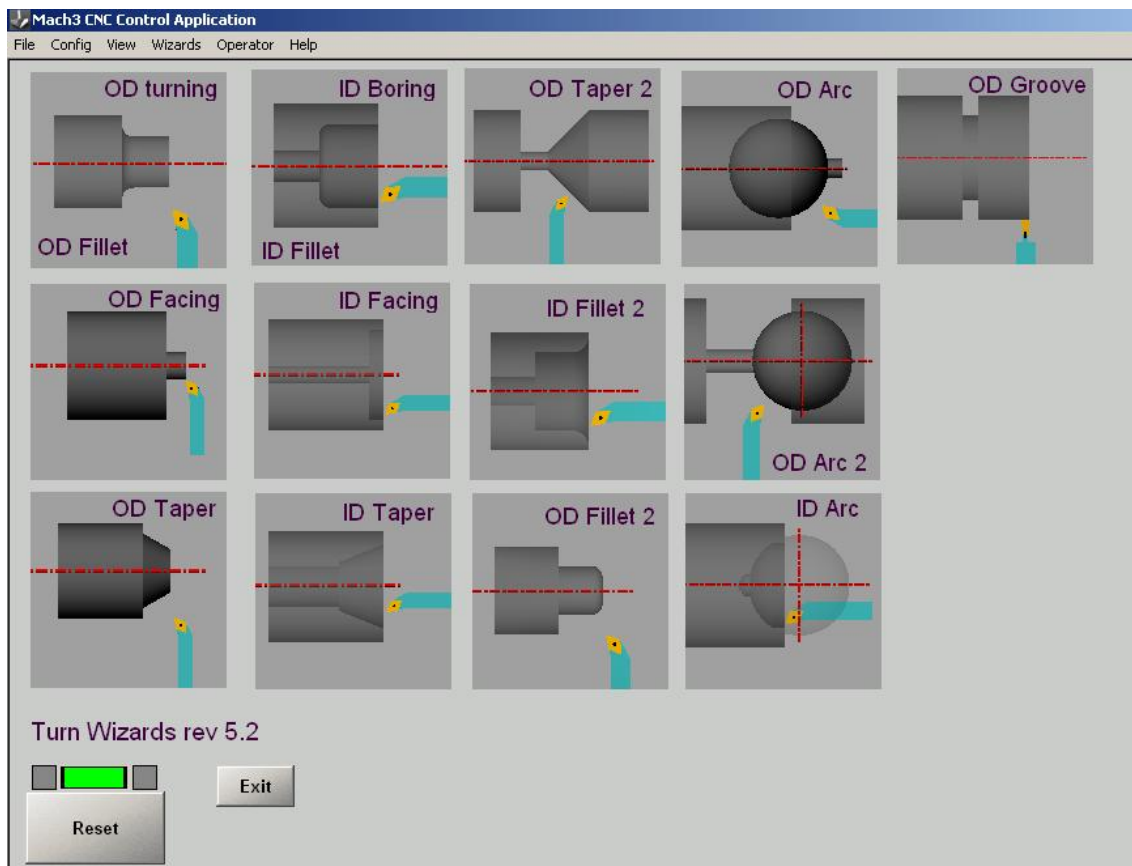 Mach3 CNC Control Application
File Config View Wizards Operator Help
OD turning
OD Fillet
ID Boring
ID Fillet
OD Taper 2
OD Arc
OD Groove
OD Facing
ID Facing
ID Fillet 2
OD Arc 2
OD Taper
ID Taper
OD Fillet 2
ID Arc
Turn Wizards rev 5.2
Exit
Reset